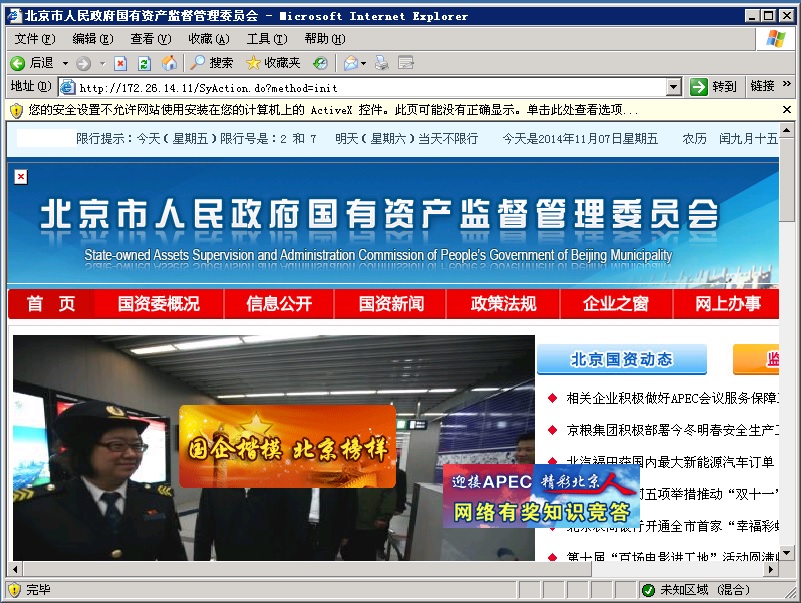 北京市人民政府国有资产监督管理委员会 - Microsoft Internet Explorer
文件(F) 编辑(E) 查看(V) 收藏(A) 工具(T) 帮助(H)
后退 搜索 收藏夹
地址(D) http://172.26.14.11/SyAction.do?method=init 转到 链接 »
您的安全设置不允许网站使用安装在您的计算机上的 ActiveX 控件。此页可能没有正确显示。单击此处查看选项...
限行提示：今天(星期五)限行号是：2 和 7 明天(星期六)当天不限行 今天是2014年11月07日星期五 农历 闰九月十五
北京市人民政府国有资产监督管理委员会
State-owned Assets Supervision and Administration Commission of People's Government of Beijing Municipality
首 页 国资委概况 信息公开 国资新闻 政策法规 企业之窗 网上办事
北京国资动态 监
相关企业积极做好APEC会议服务保障
京粮集团积极部署今冬明春安全生产工
国企楷模 北京榜样
北汽福田获国内最大新能源汽车订单
迎接APEC 精彩北京人
五项举措推动“双十一”
网络有奖知识竞答
北京农商银行开通全市首家“幸福彩
第十届“百场电影进工地”活动圆满
完毕 未知区域 (混合)